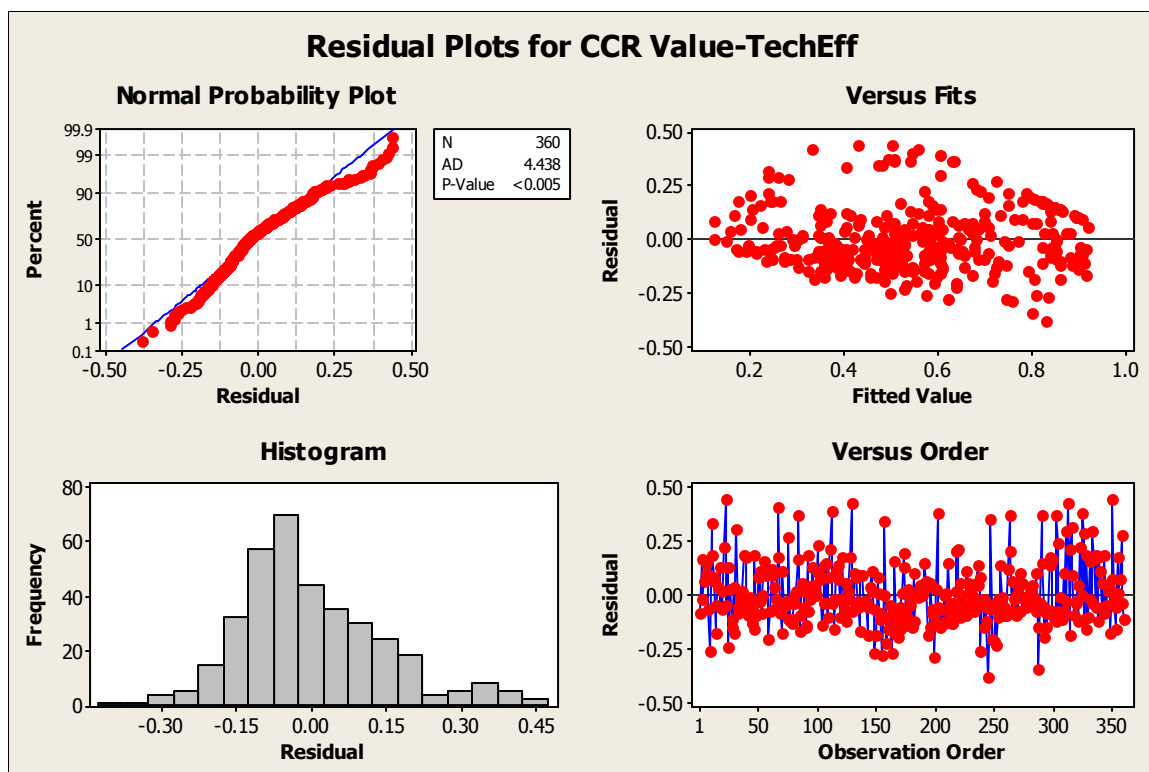 Residual Plots for CCR Value-TechEff
Normal Probability Plot
99.9
99
90
50
10
1
0.1
Percent
-0.50 -0.25 0.00 0.25 0.50
Residual
N 360
AD 4.438
P-Value <0.005
Versus Fits
0.50
0.25
0.00
-0.25
-0.50
Residual
0.2 0.4 0.6 0.8 1.0
Fitted Value
Histogram
80
60
40
20
0
Frequency
-0.30 -0.15 0.00 0.15 0.30 0.45
Residual
Versus Order
0.50
0.25
0.00
-0.25
-0.50
Residual
1 50 100 150 200 250 300 350
Observation Order